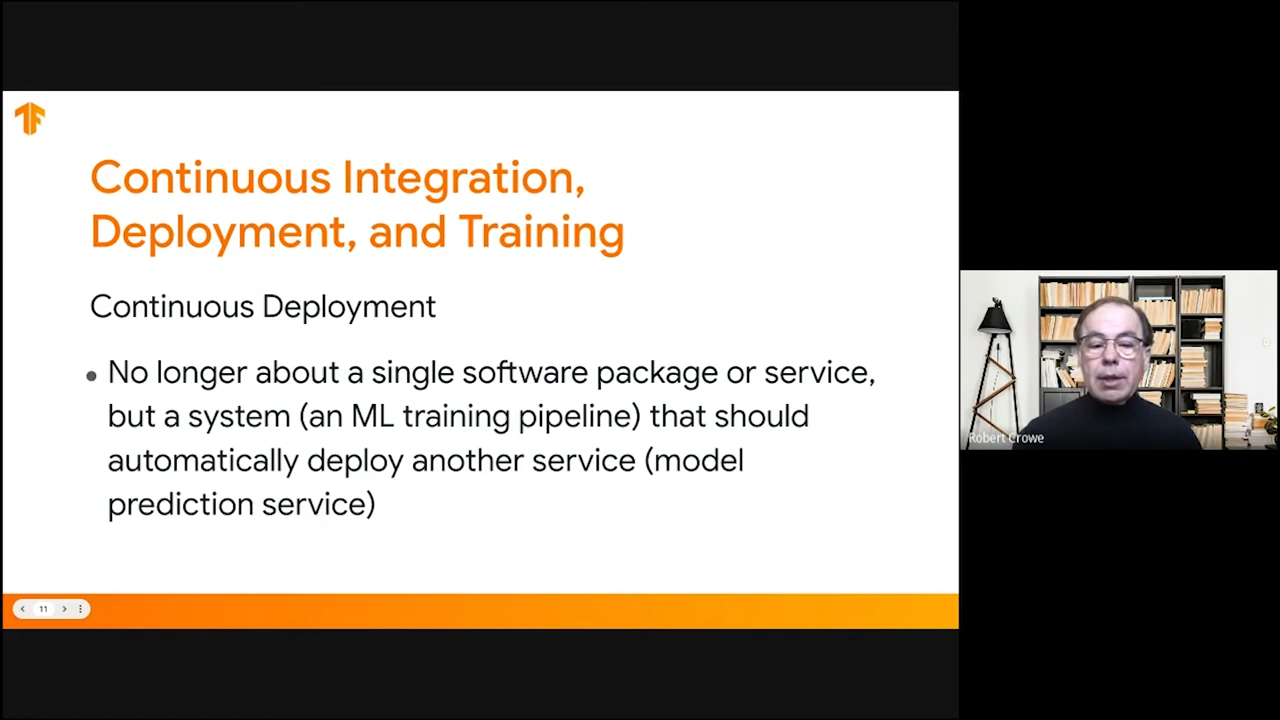 Continuous Integration,
Deployment, and Training
Continuous Deployment
• No longer about a single software package or service,
but a system (an ML training pipeline) that should
automatically deploy another service (model
prediction service)
11
Robert Crowe